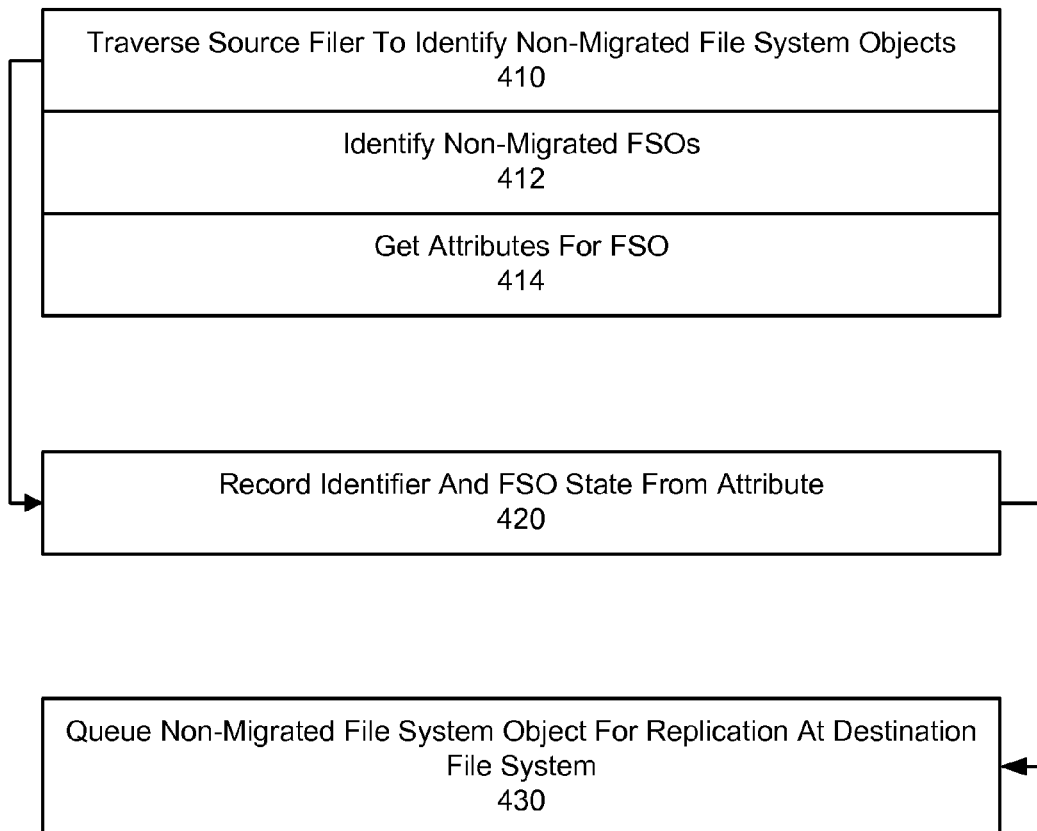 Traverse Source Filer To Identify Non-Migrated File System Objects
410
Identify Non-Migrated FSOs
412
Get Attributes For FSO
414
Record Identifier And FSO State From Attribute
420
Queue Non-Migrated File System Object For Replication At Destination
File System
430